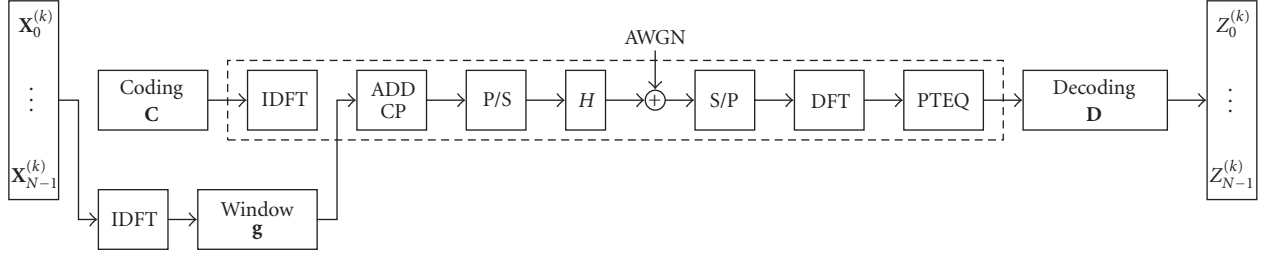 X_0^{(k)}
⋮
X_{N−1}^{(k)}
Coding
C
IDFT
ADD
CP
P/S
H
AWGN
+
S/P
DFT
PTEQ
Decoding
D
Z_0^{(k)}
⋮
Z_{N−1}^{(k)}
IDFT
Window
g